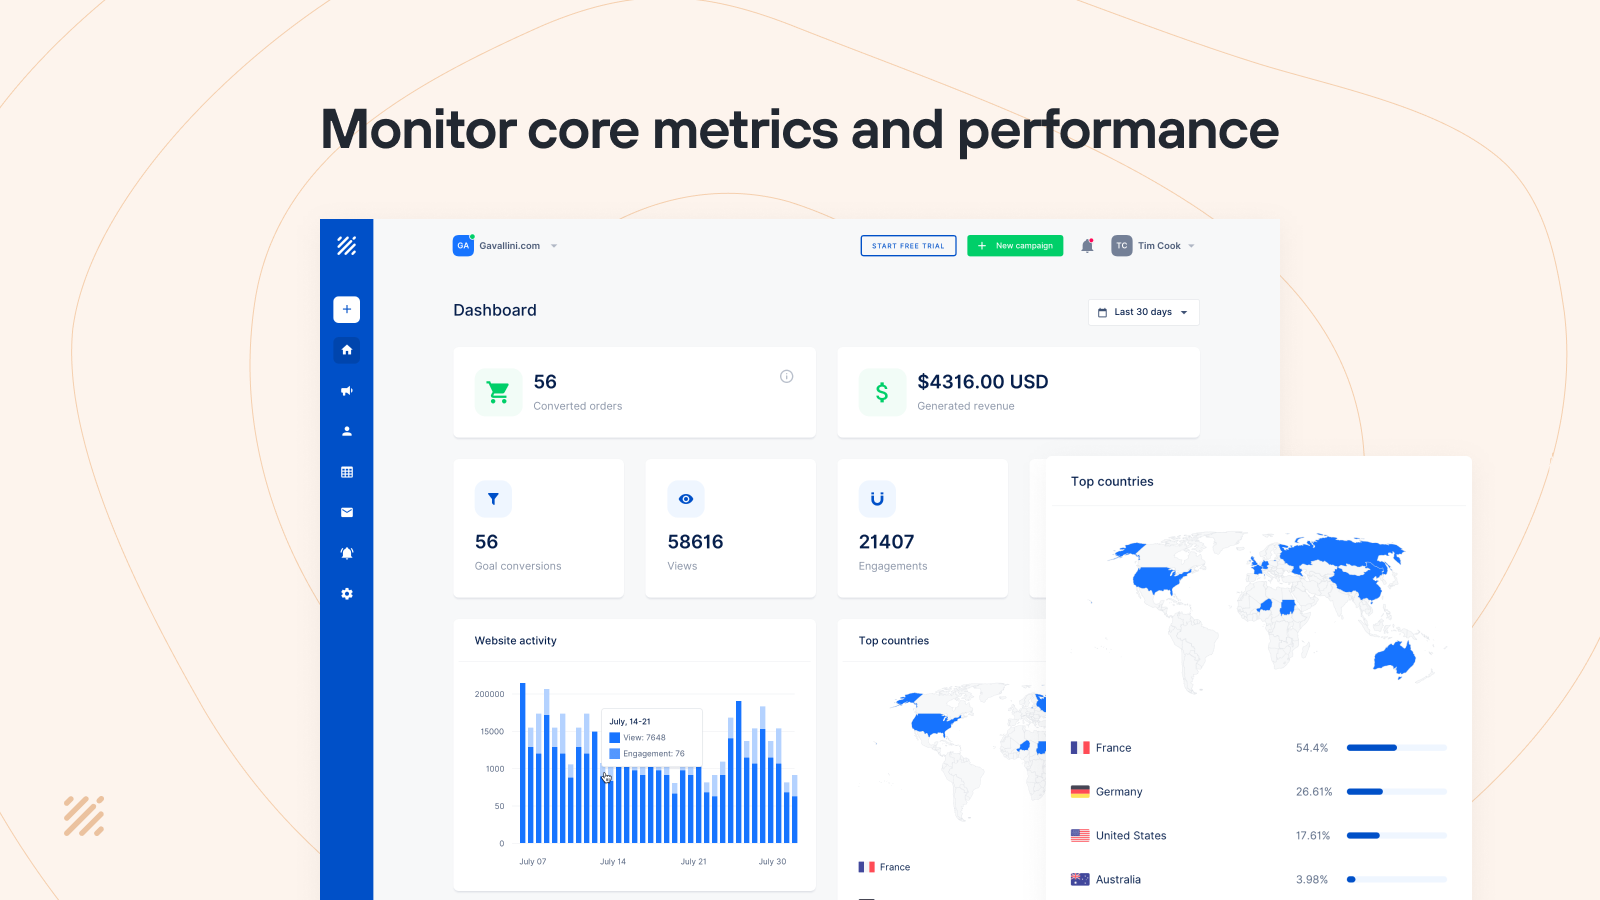 Monitor core metrics and performance
GA Gavallini.com
START FREE TRIAL
+ New campaign
TC Tim Cook
Dashboard
Last 30 days
56
Converted orders
$4316.00 USD
Generated revenue
56
Goal conversions
58616
Views
21407
Engagements
Website activity
200000
15000
1000
50
0
July, 14-21
View: 7648
Engagement: 76
July 07 July 14 July 21 July 30
Top countries
France
Top countries
France 54.4%
Germany 26.61%
United States 17.61%
Australia 3.98%